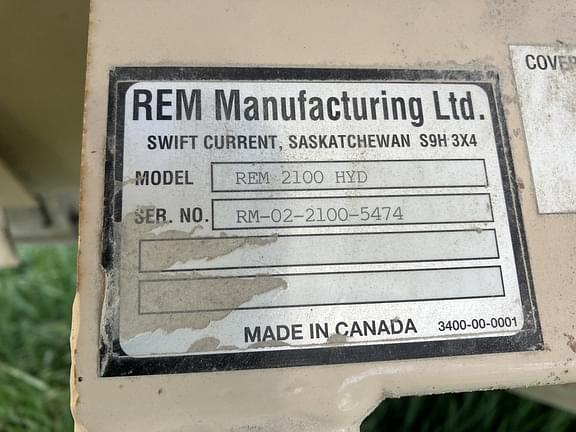 REM Manufacturing Ltd.
SWIFT CURRENT, SASKATCHEWAN S9H 3X4
MODEL REM 2100 HYD
SER. NO. RM-02-2100-5474
MADE IN CANADA 3400-00-0001
COVE